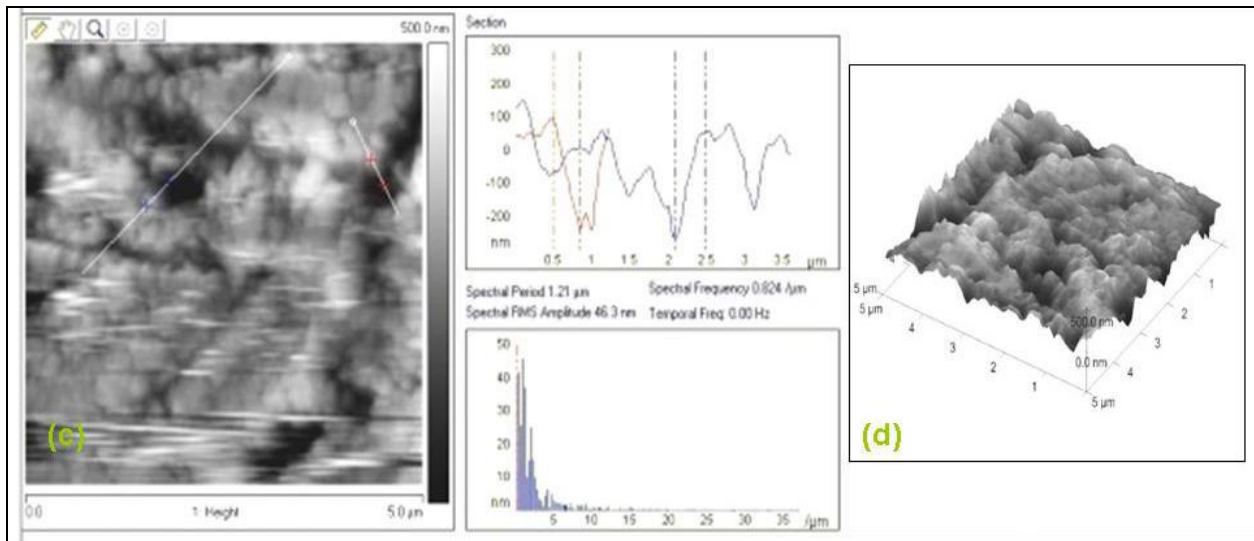 500.0 nm
(c)
0.0
1: Height
5.0 µm
Section
300
200
100
0
-100
-200
nm
0.5
1
1.5
2
2.5
3
3.5
µm
Spectral Period 1.21 µm
Spectral Frequency 0.824 /µm
Spectral RMS Amplitude 46.3 nm
Temporal Freq: 0.00 Hz
50
40
30
20
10
nm
5
10
15
20
25
30
35
/µm
5 µm
5 µm
4
3
2
1
500.0 nm
0.0 nm
1
2
3
4
5 µm
(d)